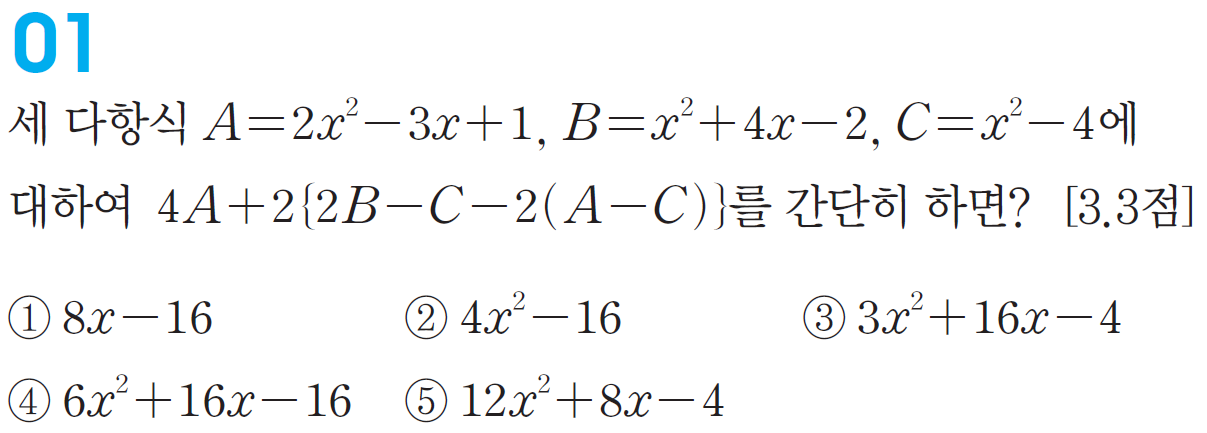 01
세 다항식 A=2x²-3x+1, B=x²+4x-2, C=x²-4에
대하여 4A+2{2B-C-2(A-C)}를 간단히 하면? [3.3점]
① 8x-16 ② 4x²-16 ③ 3x²+16x-4
④ 6x²+16x-16 ⑤ 12x²+8x-4